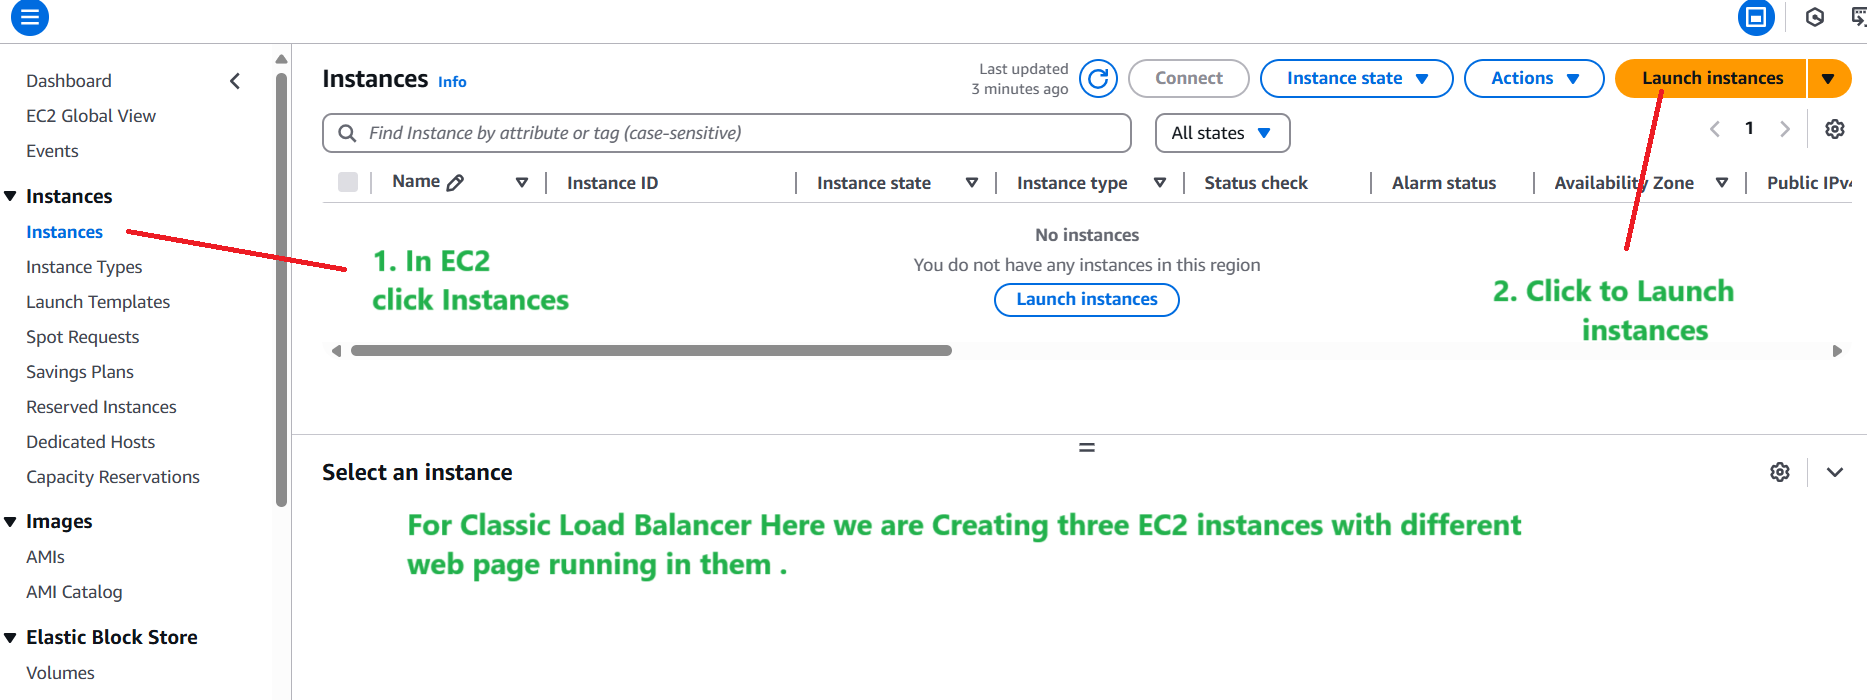 Dashboard
EC2 Global View
Events
Instances
Instances
Instance Types
Launch Templates
Spot Requests
Savings Plans
Reserved Instances
Dedicated Hosts
Capacity Reservations
Images
AMIs
AMI Catalog
Elastic Block Store
Volumes
Instances Info
Last updated
3 minutes ago
Connect
Instance state
Actions
Launch instances
Find Instance by attribute or tag (case-sensitive)
All states
1
Name Instance ID Instance state Instance type Status check Alarm status Availability Zone Public IPv4
No instances
You do not have any instances in this region
Launch instances
1. In EC2
click Instances
2. Click to Launch
instances
Select an instance
For Classic Load Balancer Here we are Creating three EC2 instances with different
web page running in them .